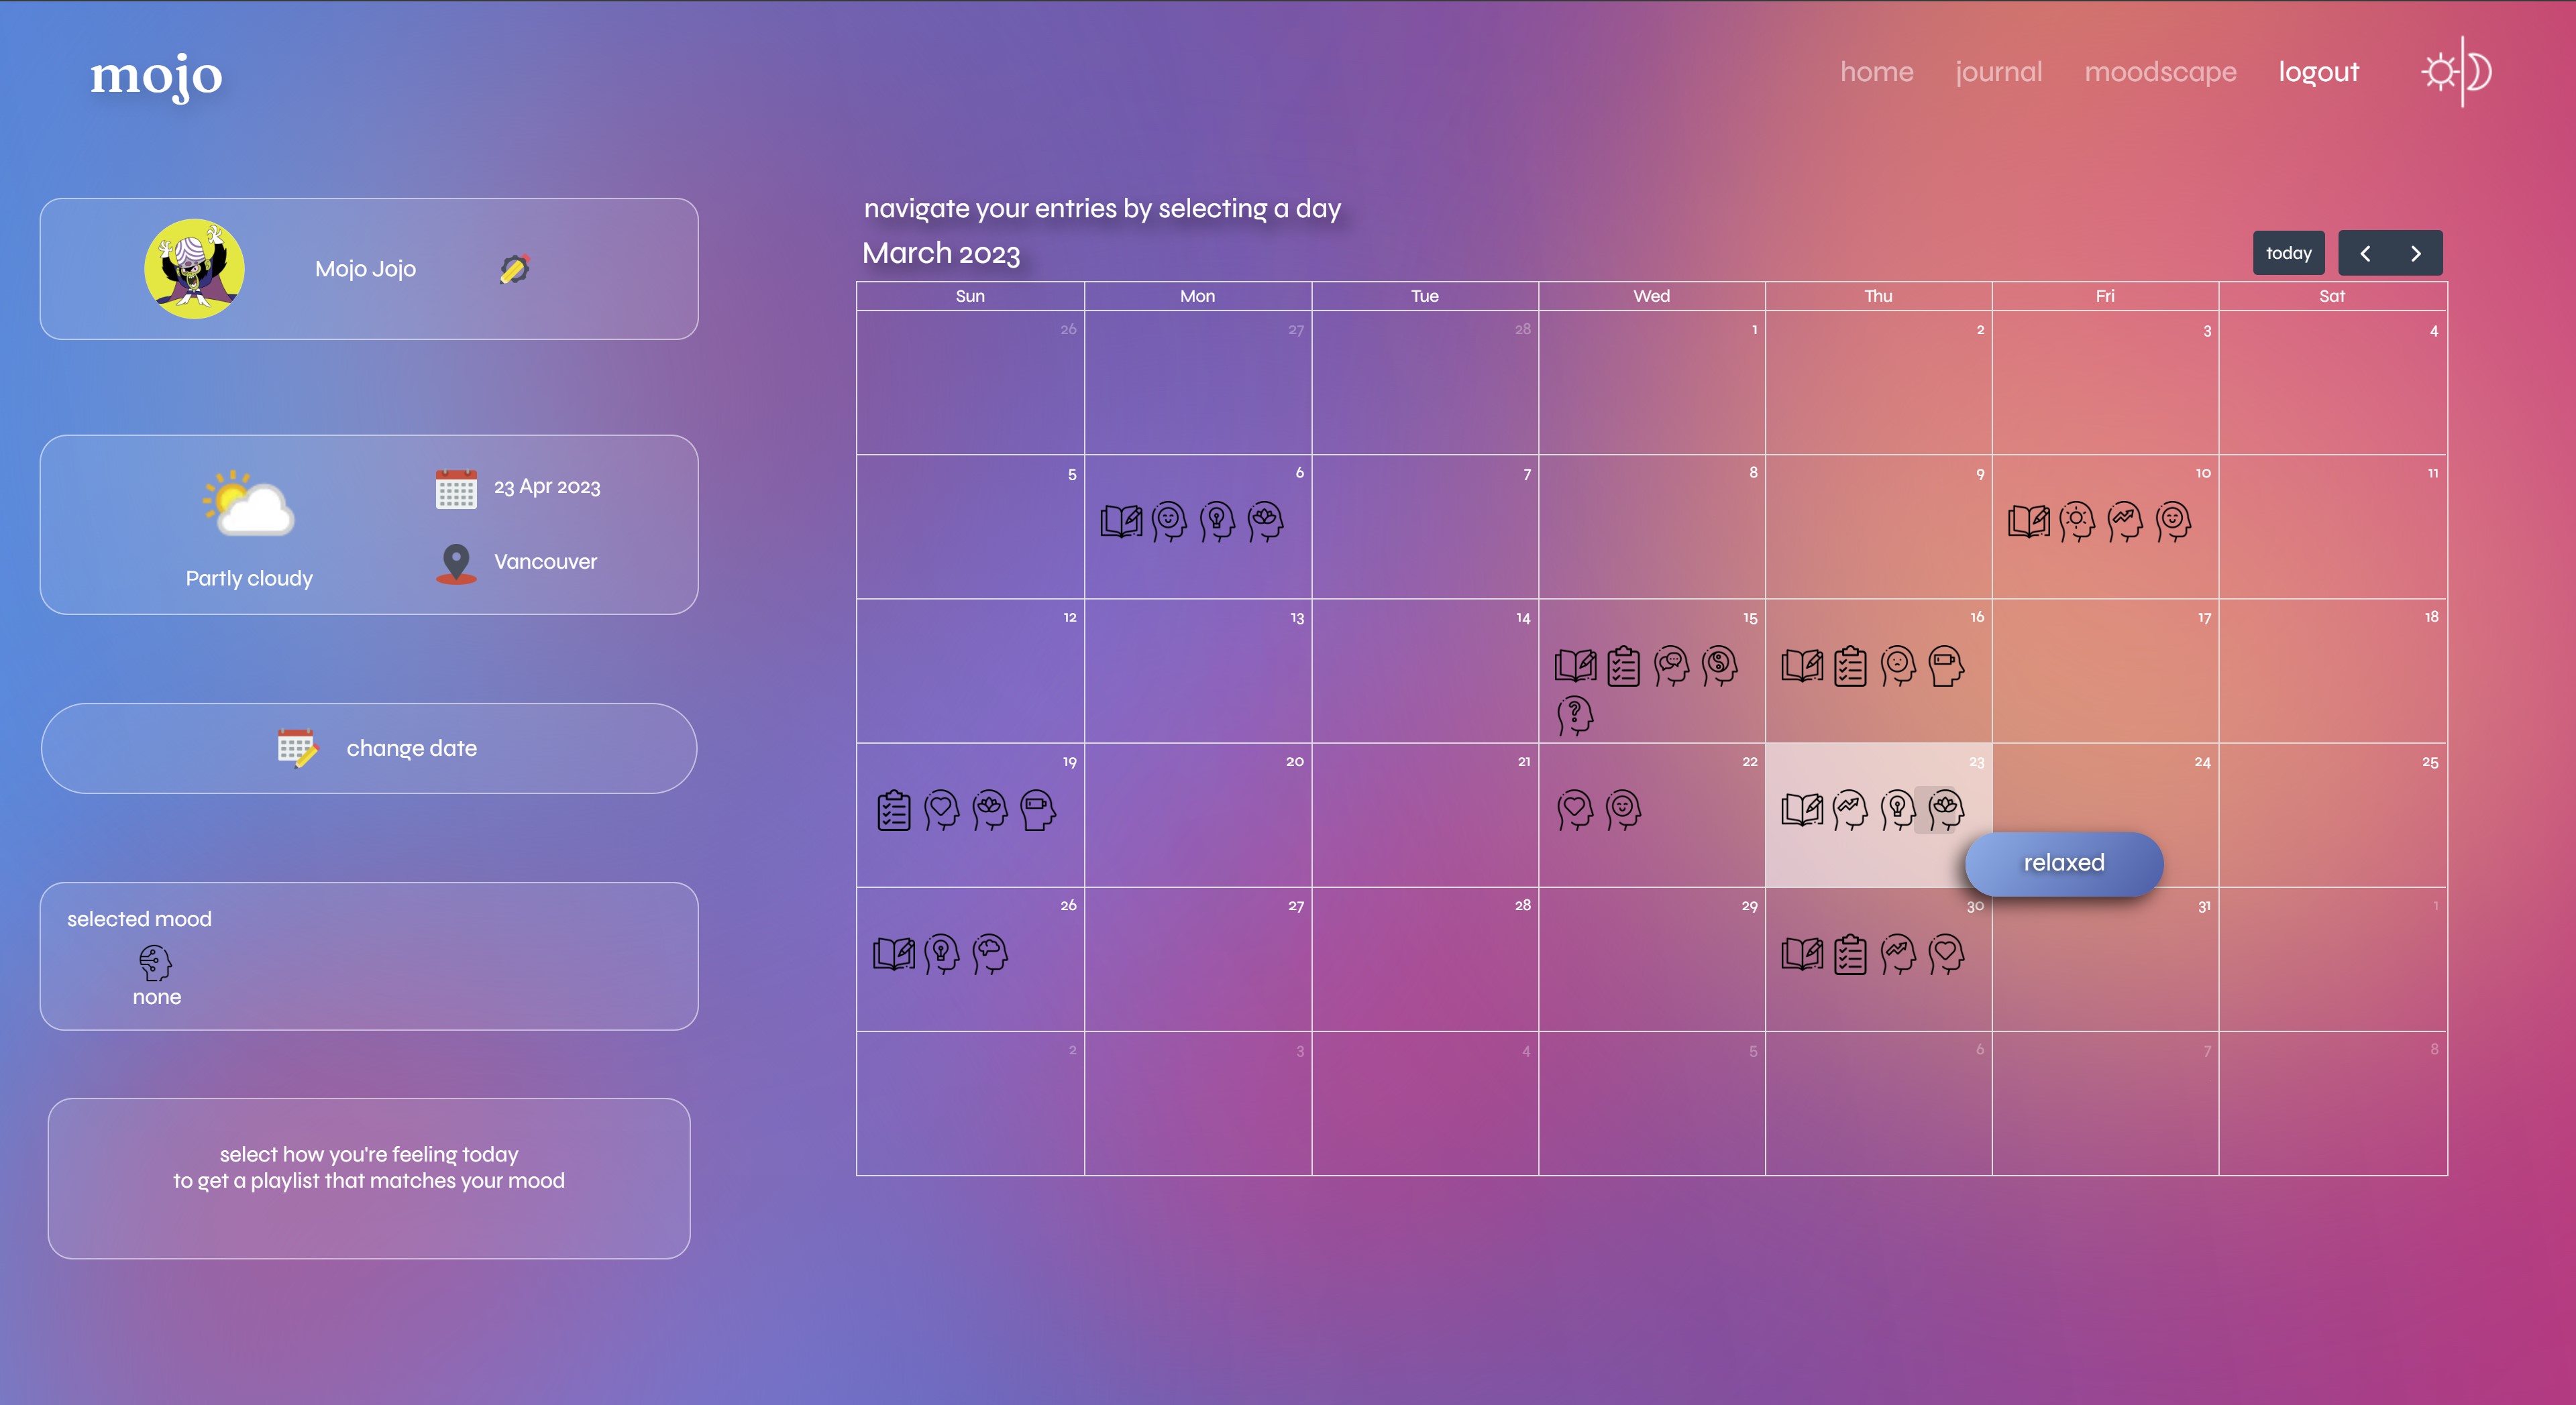 mojo
home journal moodscape logout
Mojo Jojo
Partly cloudy
23 Apr 2023
Vancouver
change date
selected mood
none
select how you're feeling today
to get a playlist that matches your mood
navigate your entries by selecting a day
March 2023
today
Sun Mon Tue Wed Thu Fri Sat
26 27 28 1 2 3 4
5 6 7 8 9 10 11
12 13 14 15 16 17 18
?
19 20 21 22 23 24 25
relaxed
26 27 28 29 30 31 1
2 3 4 5 6 7 8